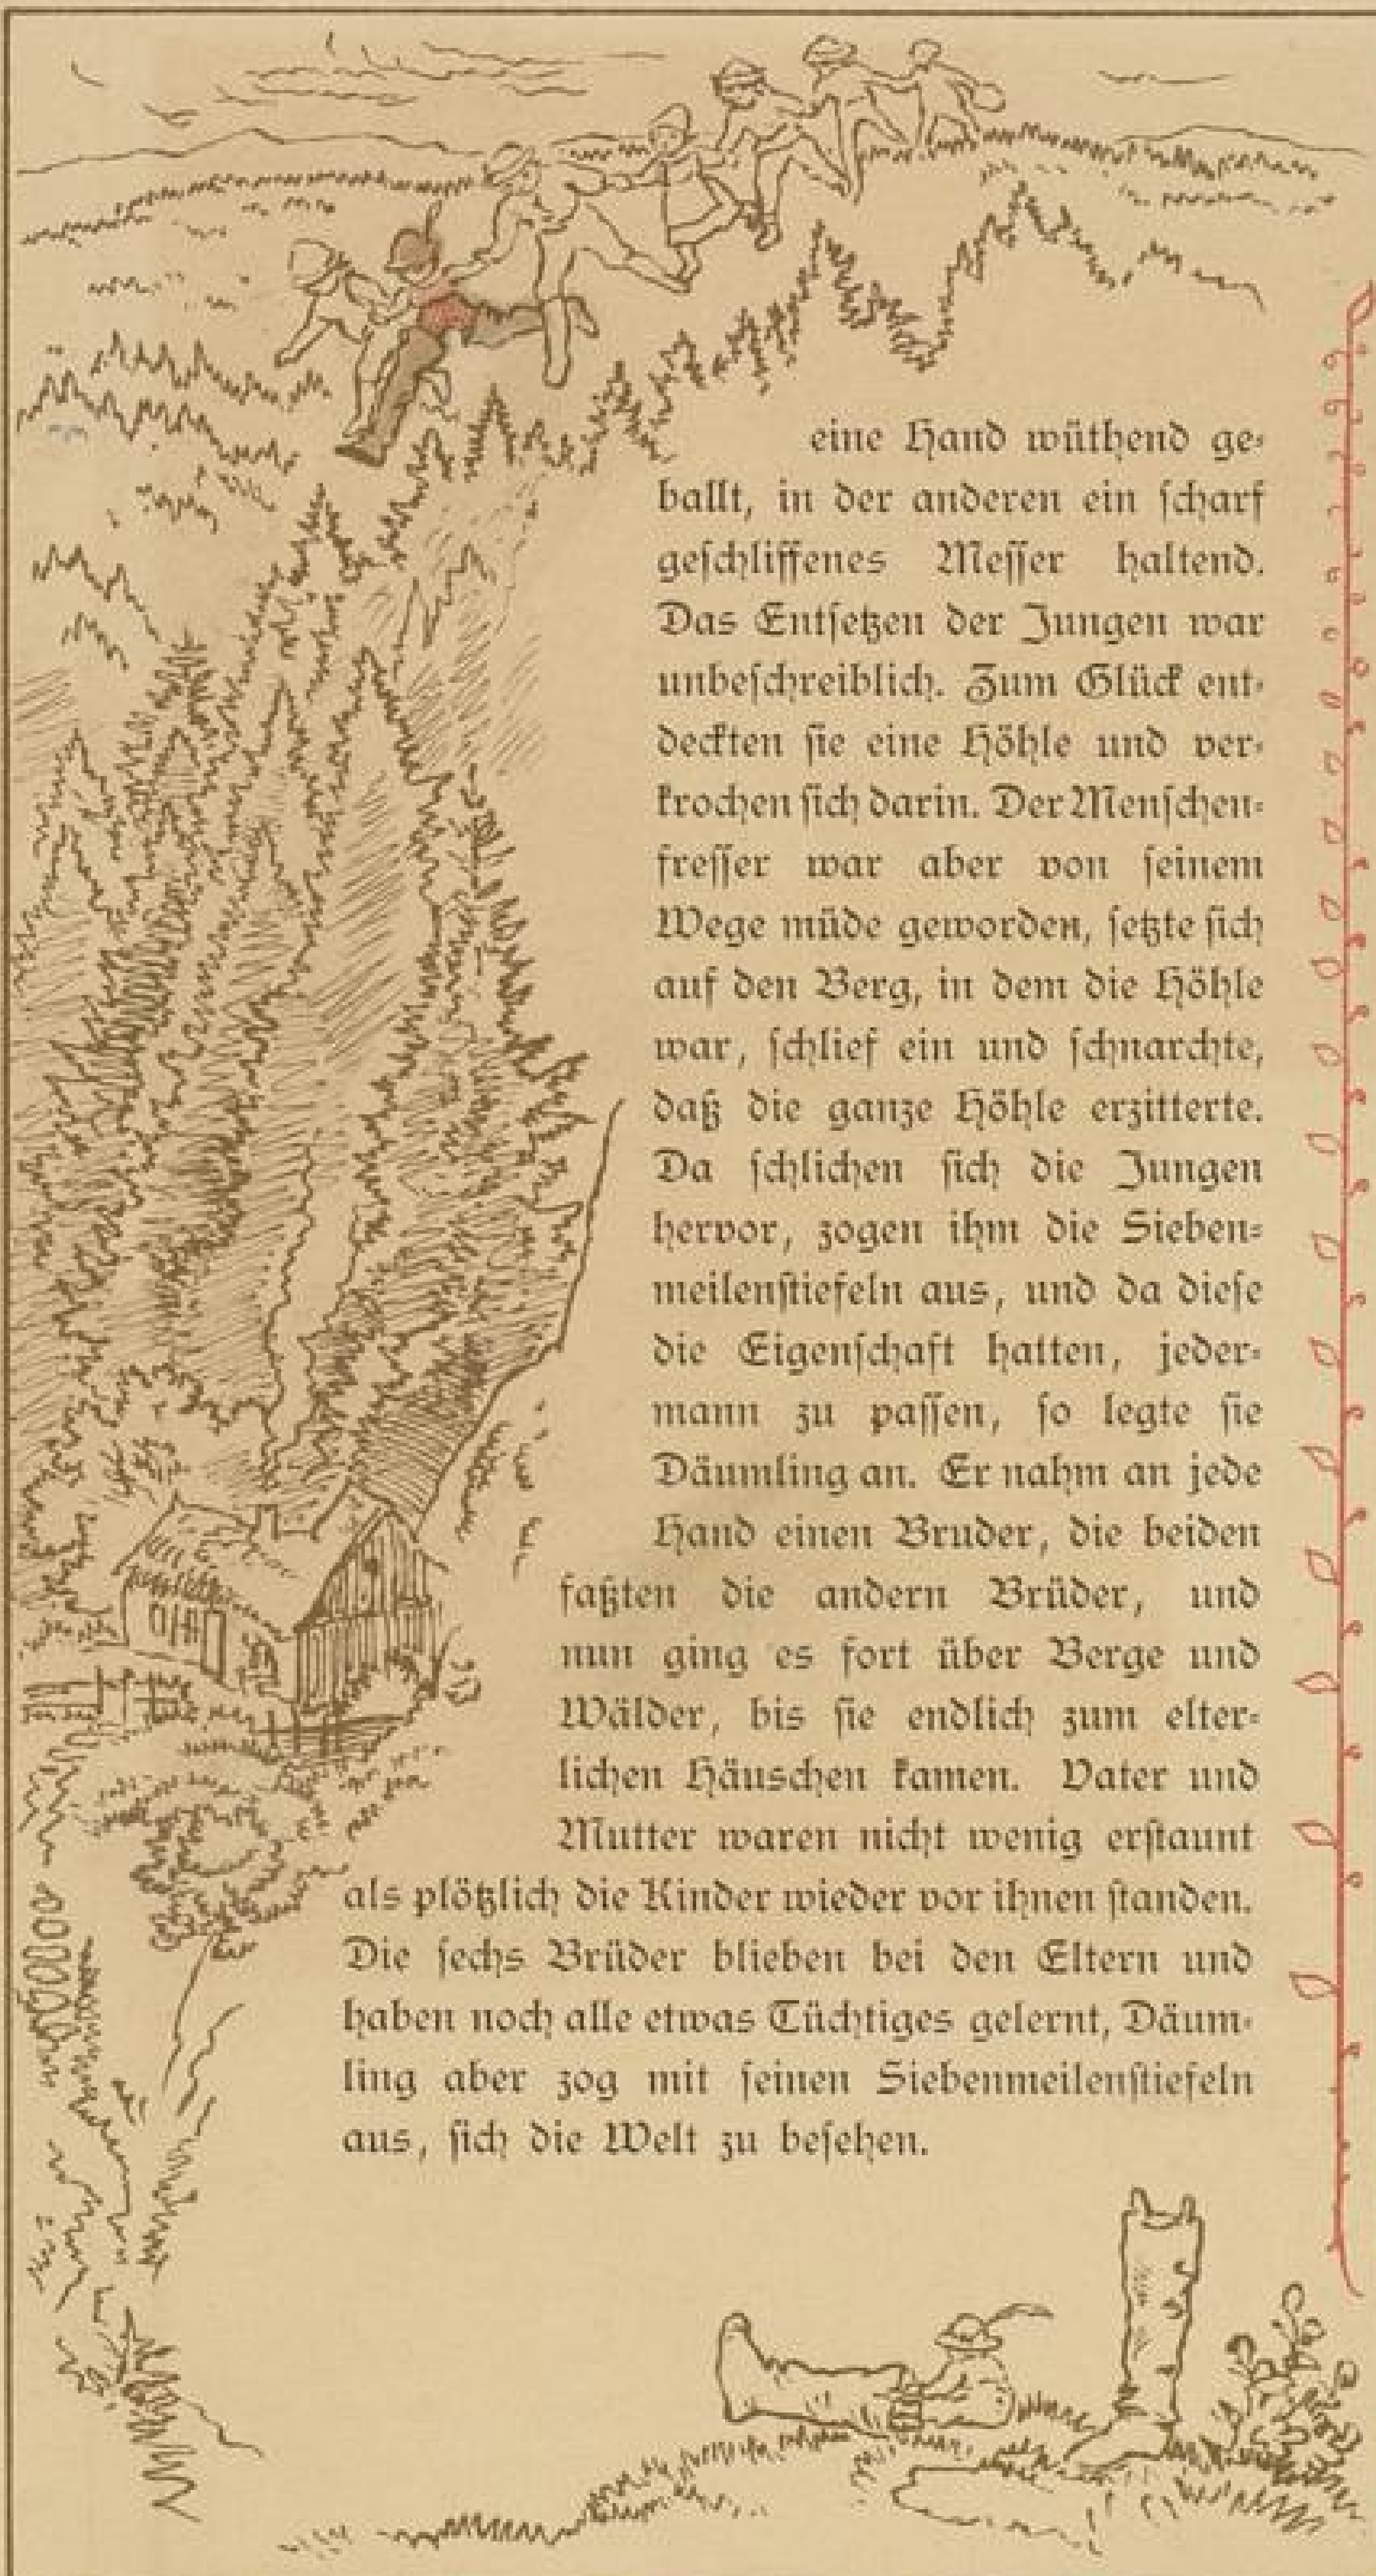 eine Hand wüthend ge-
ballt, in der anderen ein ſcharf
geſchliffenes Meſſer haltend.
Das Entſetzen der Jungen war
unbeſchreiblich. Zum Glück ent-
deckten ſie eine Höhle und ver-
krochen ſich darin. Der Menſchen-
freſſer war aber von ſeinem
Wege müde geworden, ſetzte ſich
auf den Berg, in dem die Höhle
war, ſchlief ein und ſchnarchte,
daß die ganze Höhle erzitterte.
Da ſchlichen ſich die Jungen
hervor, zogen ihm die Sieben-
meilenſtiefeln aus, und da dieſe
die Eigenſchaft hatten, jeder-
mann zu paſſen, ſo legte ſie
Däumling an. Er nahm an jede
Hand einen Bruder, die beiden
faßten die andern Brüder, und
nun ging es fort über Berge und
Wälder, bis ſie endlich zum elter-
lichen Häuschen kamen. Vater und
Mutter waren nicht wenig erſtaunt
als plötzlich die Kinder wieder vor ihnen ſtanden.
Die ſechs Brüder blieben bei den Eltern und
haben noch alle etwas Tüchtiges gelernt, Däum-
ling aber zog mit ſeinen Siebenmeilenſtiefeln
aus, ſich die Welt zu beſehen.